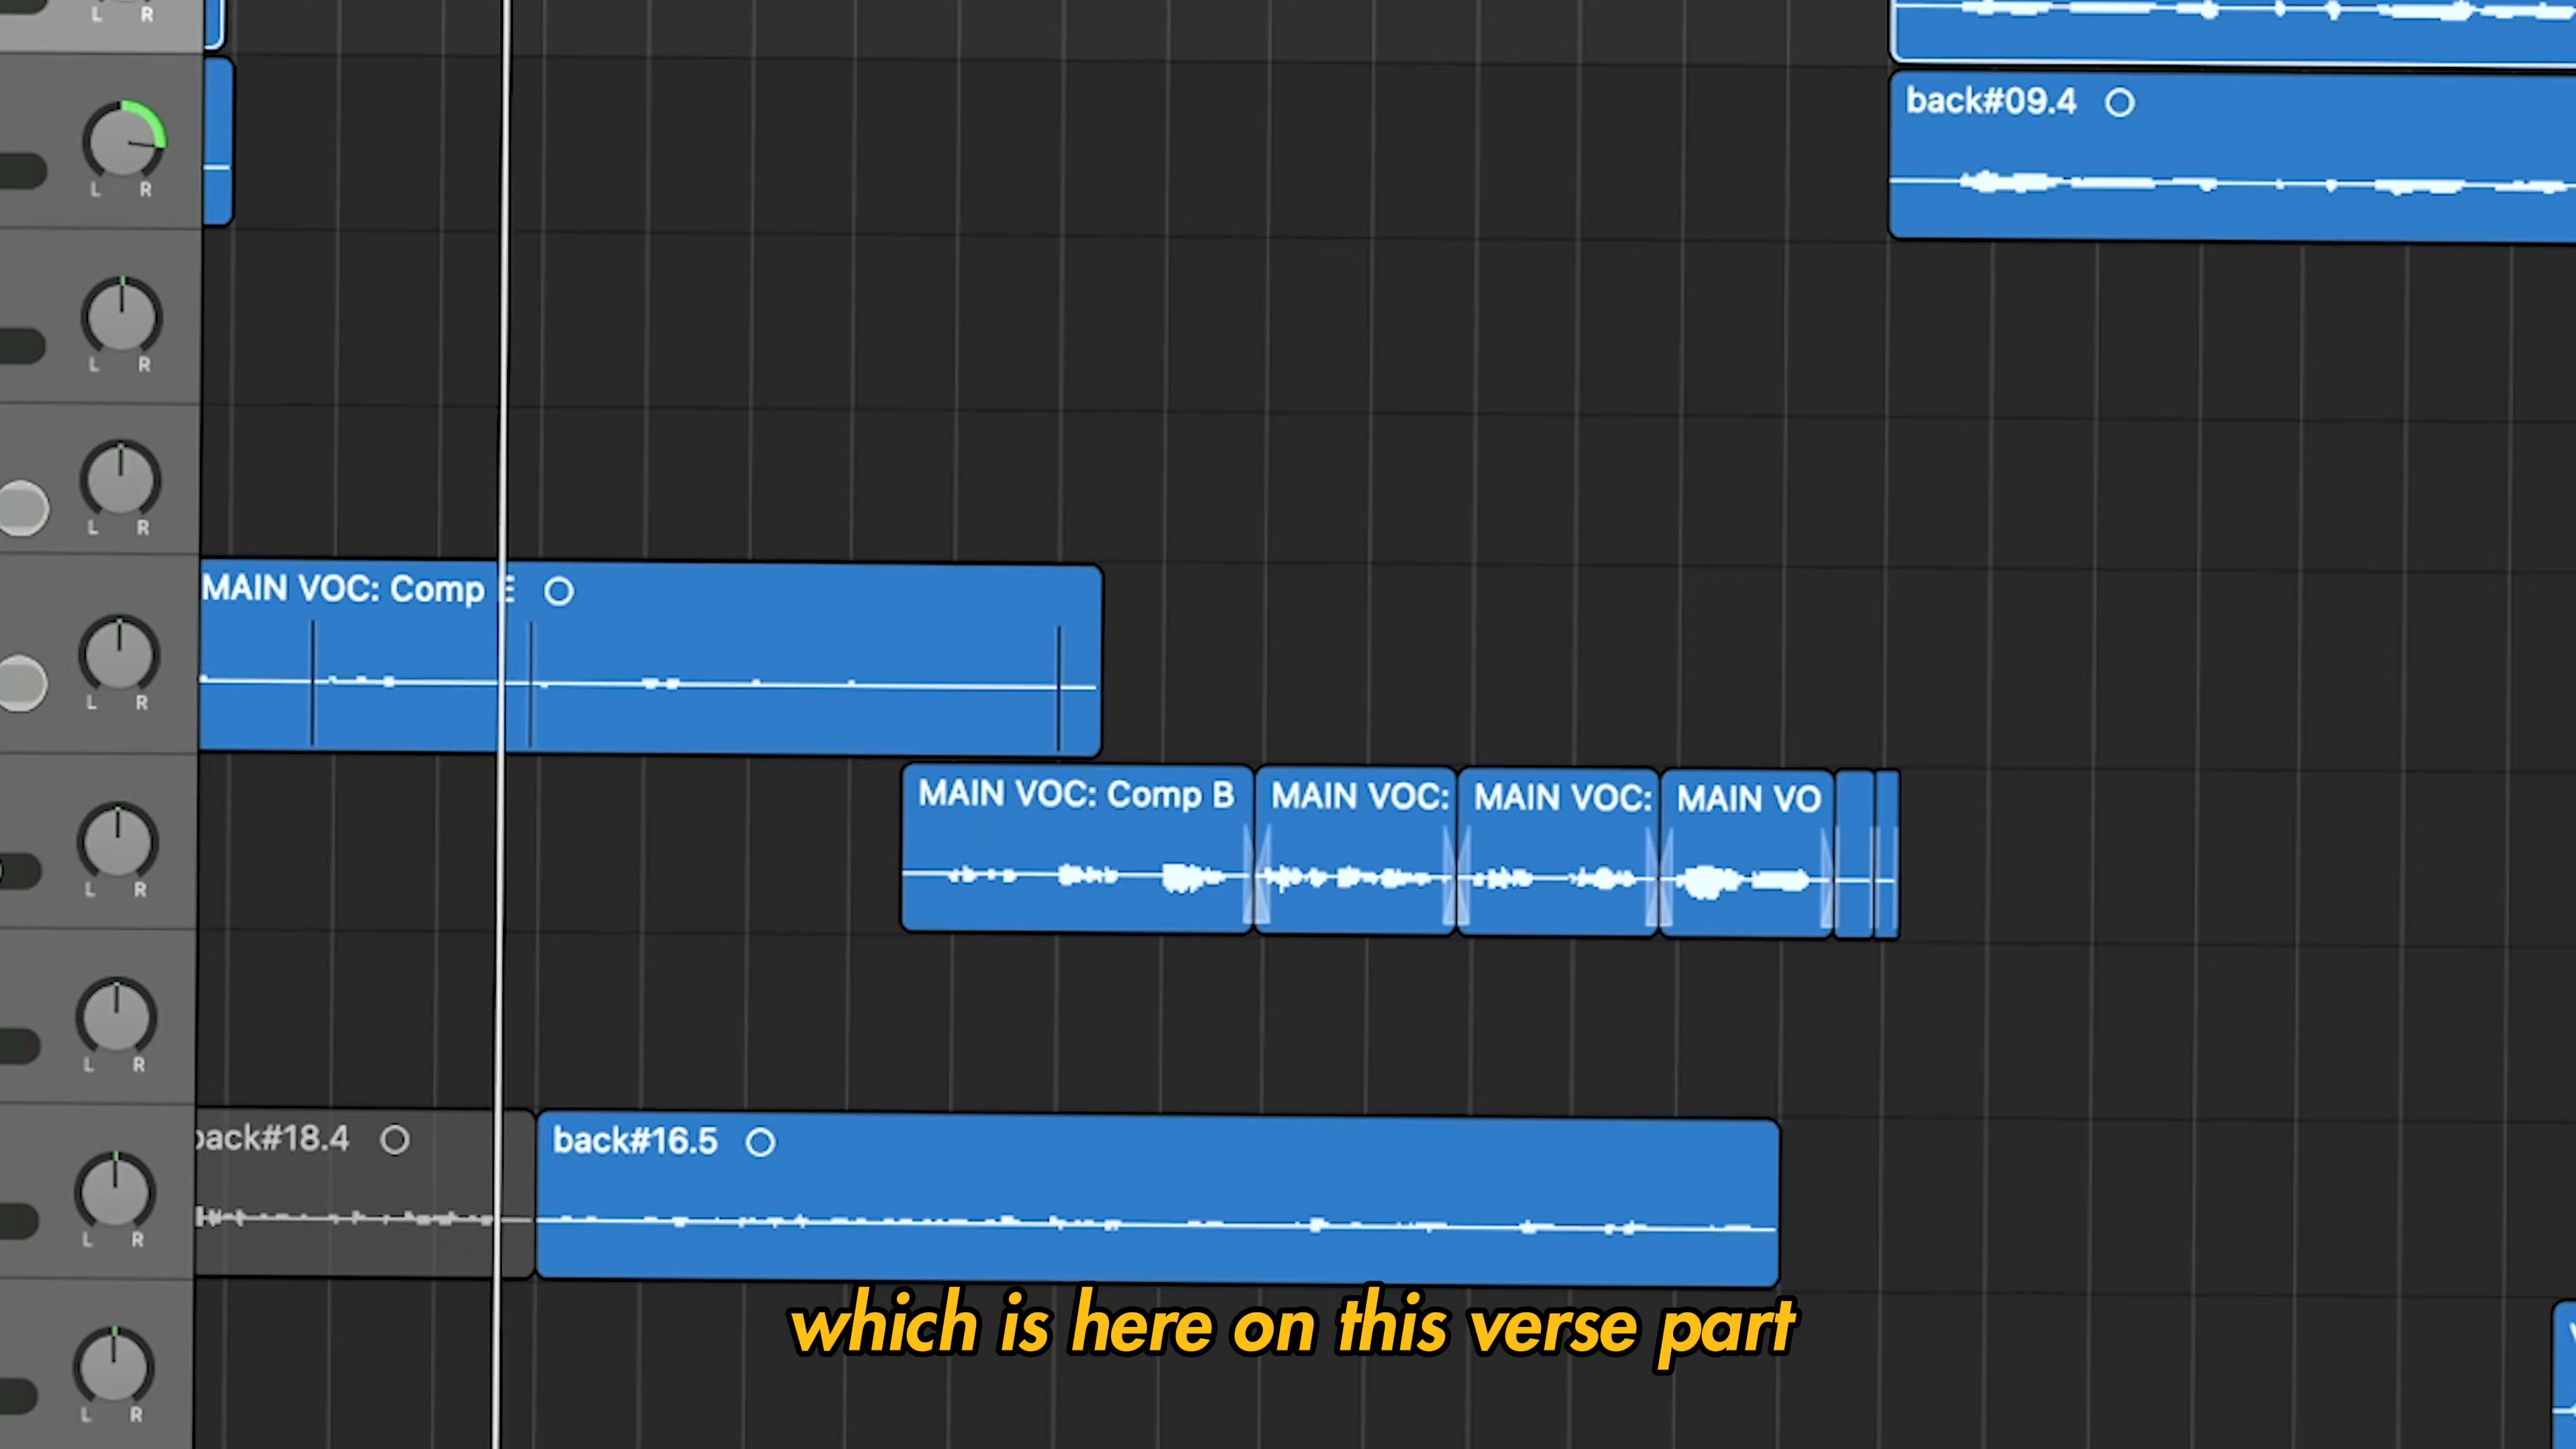 L R
back#09.4
L R
L R
L R
MAIN VOC: Comp E
L R
MAIN VOC: Comp B
MAIN VOC:
MAIN VOC:
MAIN VO
L R
L R
back#18.4
back#16.5
L R
which is here on this verse part
L R